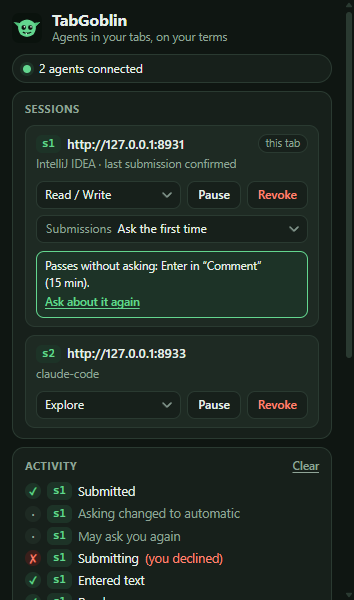 TabGoblin
Agents in your tabs, on your terms
2 agents connected
SESSIONS
s1 http://127.0.0.1:8931 this tab
IntelliJ IDEA · last submission confirmed
Read / Write Pause Revoke
Submissions Ask the first time
Passes without asking: Enter in “Comment”
(15 min).
Ask about it again
s2 http://127.0.0.1:8933
claude-code
Explore Pause Revoke
ACTIVITY Clear
✓ s1 Submitted
· s1 Asking changed to automatic
· s1 May ask you again
✗ s1 Submitting (you declined)
✓ s1 Entered text